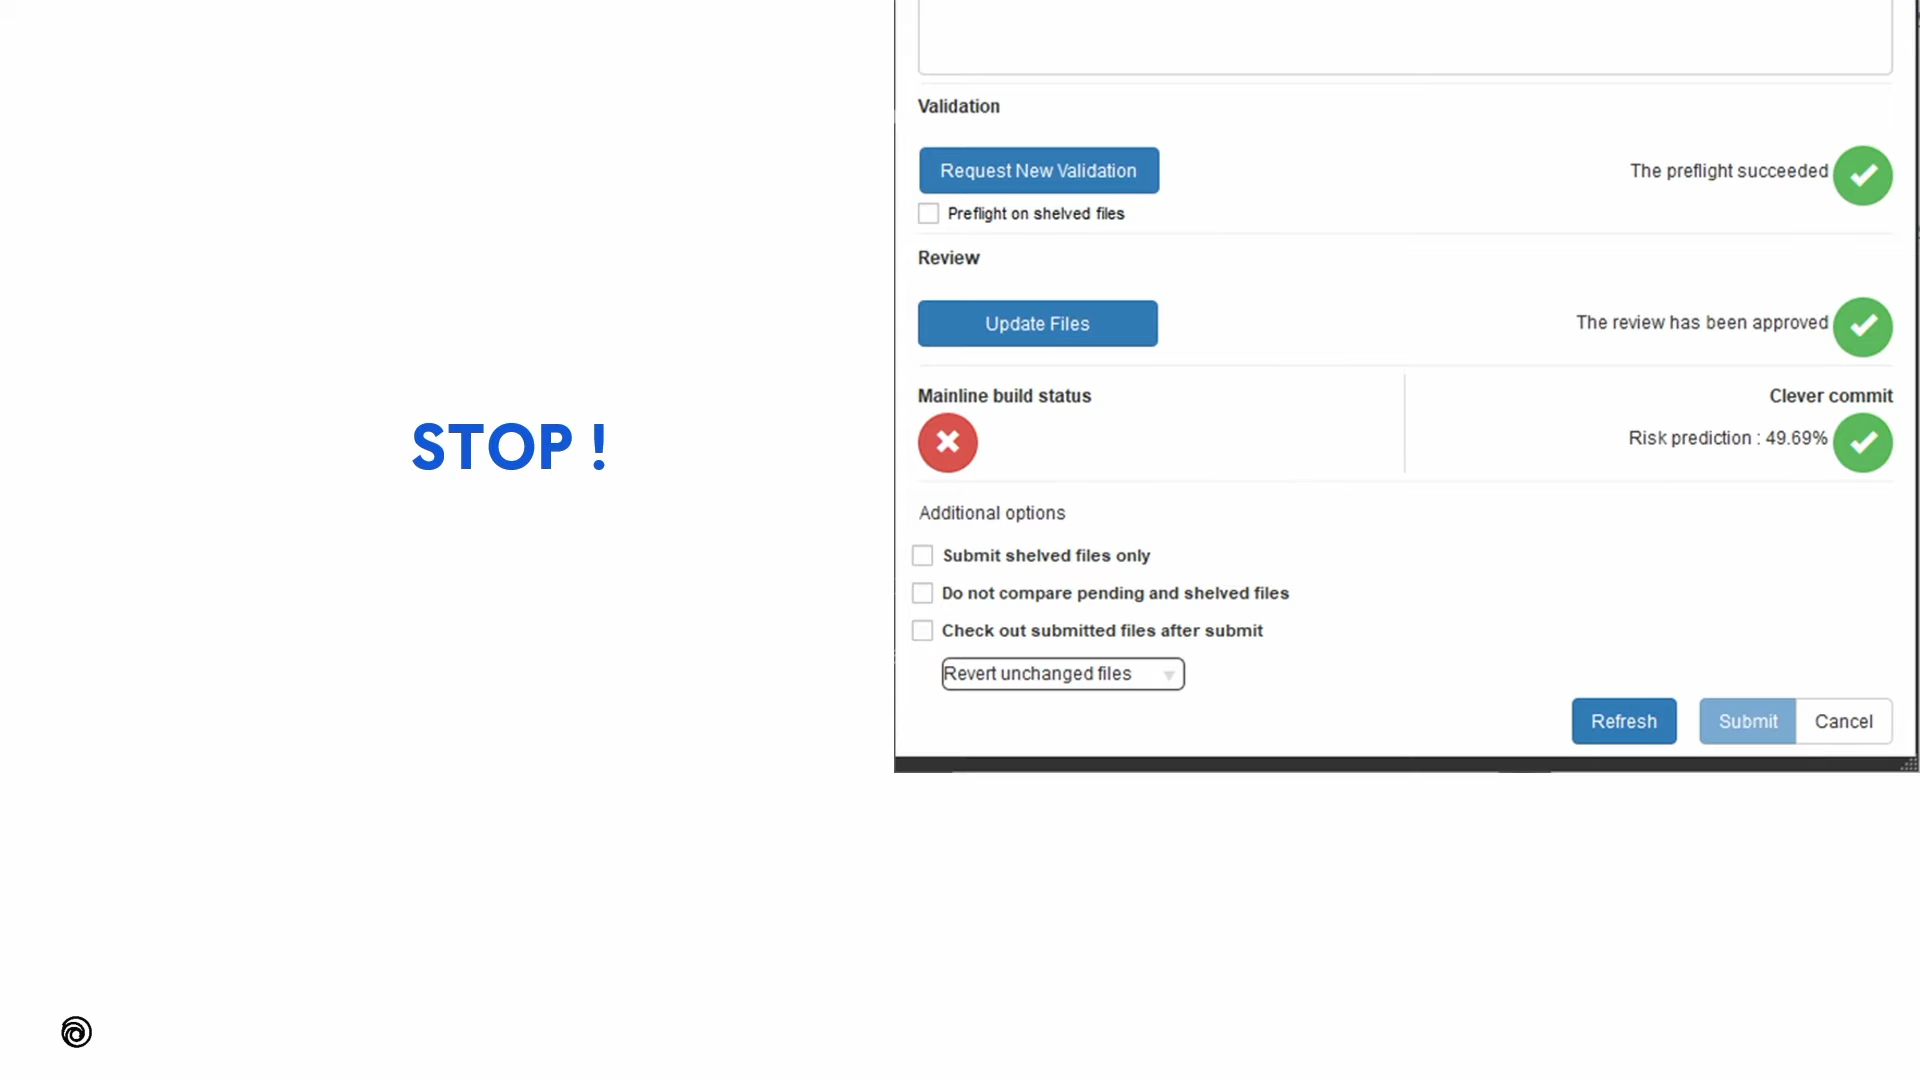 STOP !
Validation
Request New Validation
The preflight succeeded
Preflight on shelved files
Review
Update Files
The review has been approved
Mainline build status
Clever commit
Risk prediction : 49.69%
Additional options
Submit shelved files only
Do not compare pending and shelved files
Check out submitted files after submit
Revert unchanged files
Refresh
Submit
Cancel